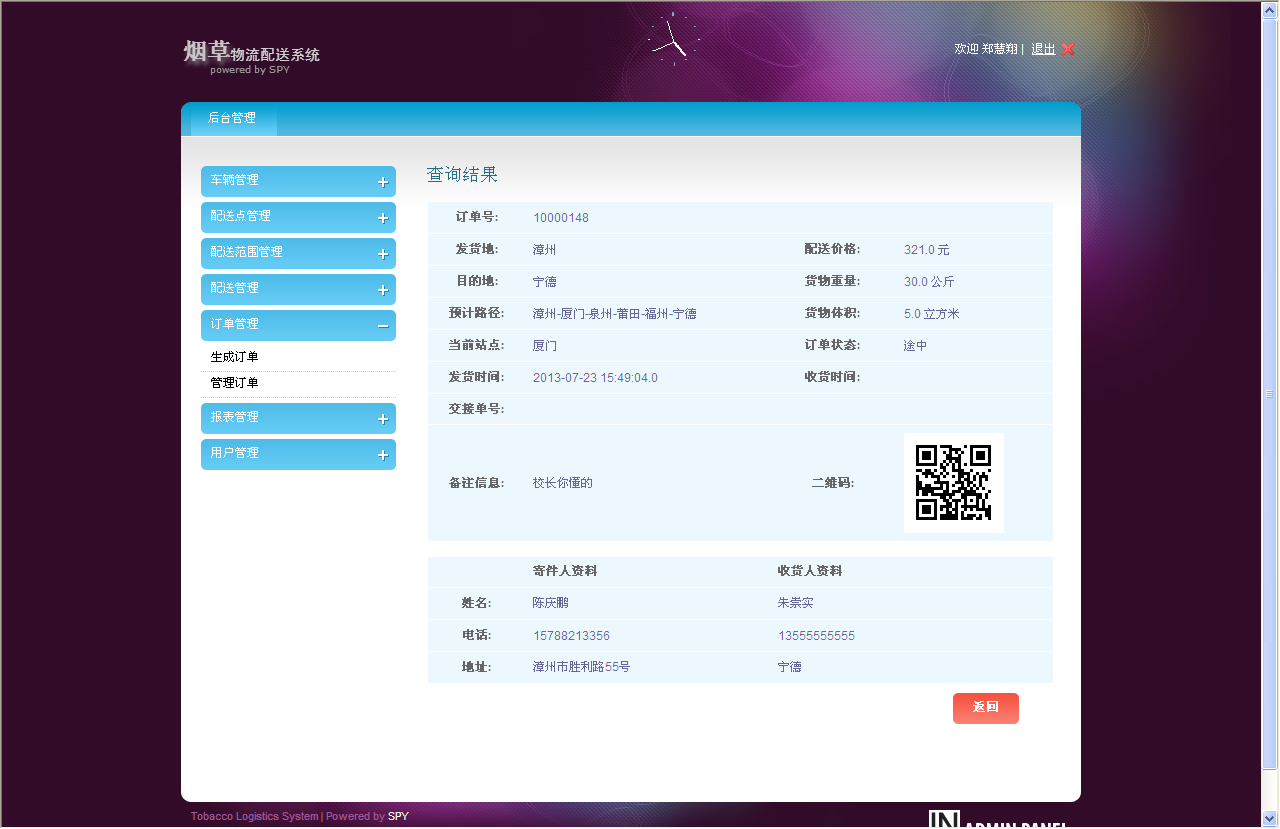 烟草物流配送系统
powered by SPY
欢迎 郑慧翔 | 退出
后台管理
车辆管理
配送点管理
配送范围管理
配送管理
订单管理
生成订单
管理订单
报表管理
用户管理
查询结果
订单号: 10000148
发货地: 漳州 配送价格: 321.0 元
目的地: 宁德 货物重量: 30.0 公斤
预计路径: 漳州-厦门-泉州-莆田-福州-宁德 货物体积: 5.0 立方米
当前站点: 厦门 订单状态: 途中
发货时间: 2013-07-23 15:49:04.0 收货时间:
交接单号:
备注信息: 校长你懂的 二维码:
寄件人资料 收货人资料
姓名: 陈庆鹏 朱崇实
电话: 15788213356 13555555555
地址: 漳州市胜利路55号 宁德
返回
Tobacco Logistics System | Powered by SPY
IN ADMIN PANEL